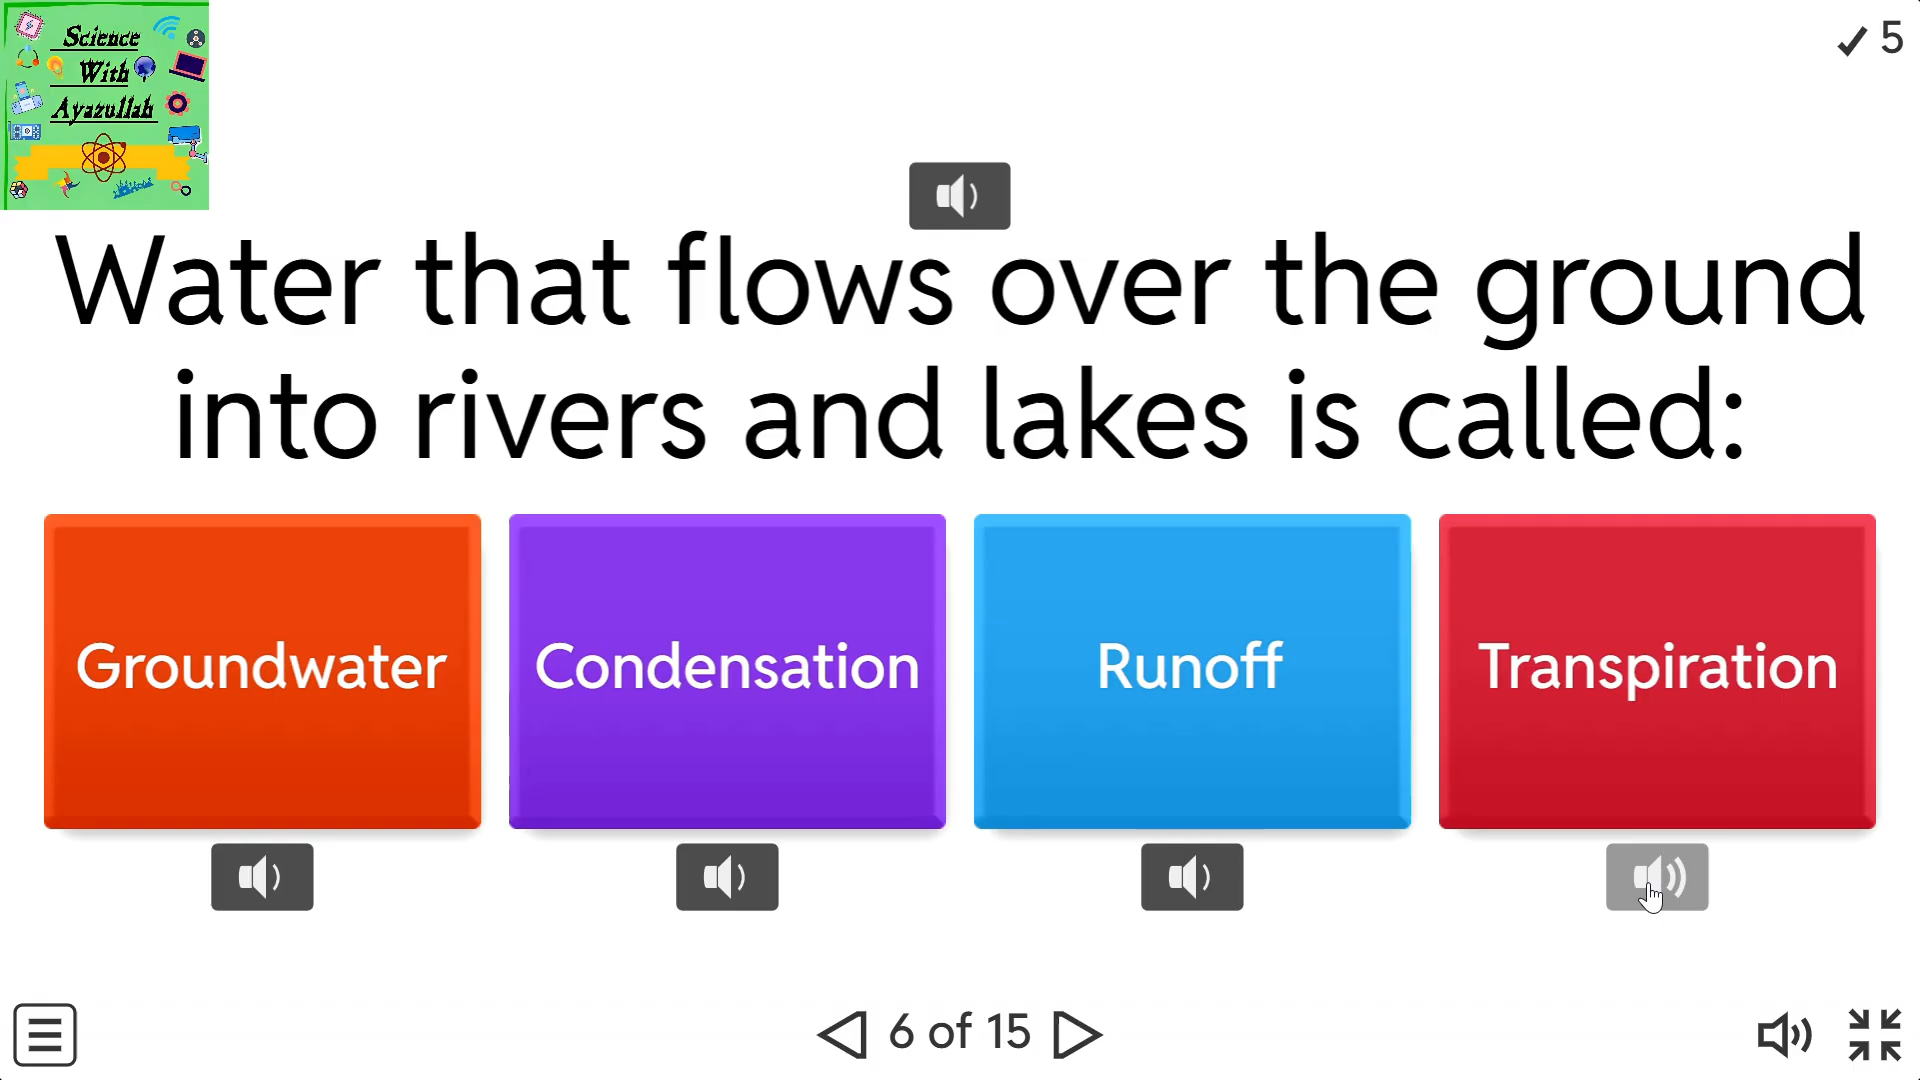 Science
With
Ayazullah
✓ 5
Water that flows over the ground
into rivers and lakes is called:
Groundwater
Condensation
Runoff
Transpiration
6 of 15